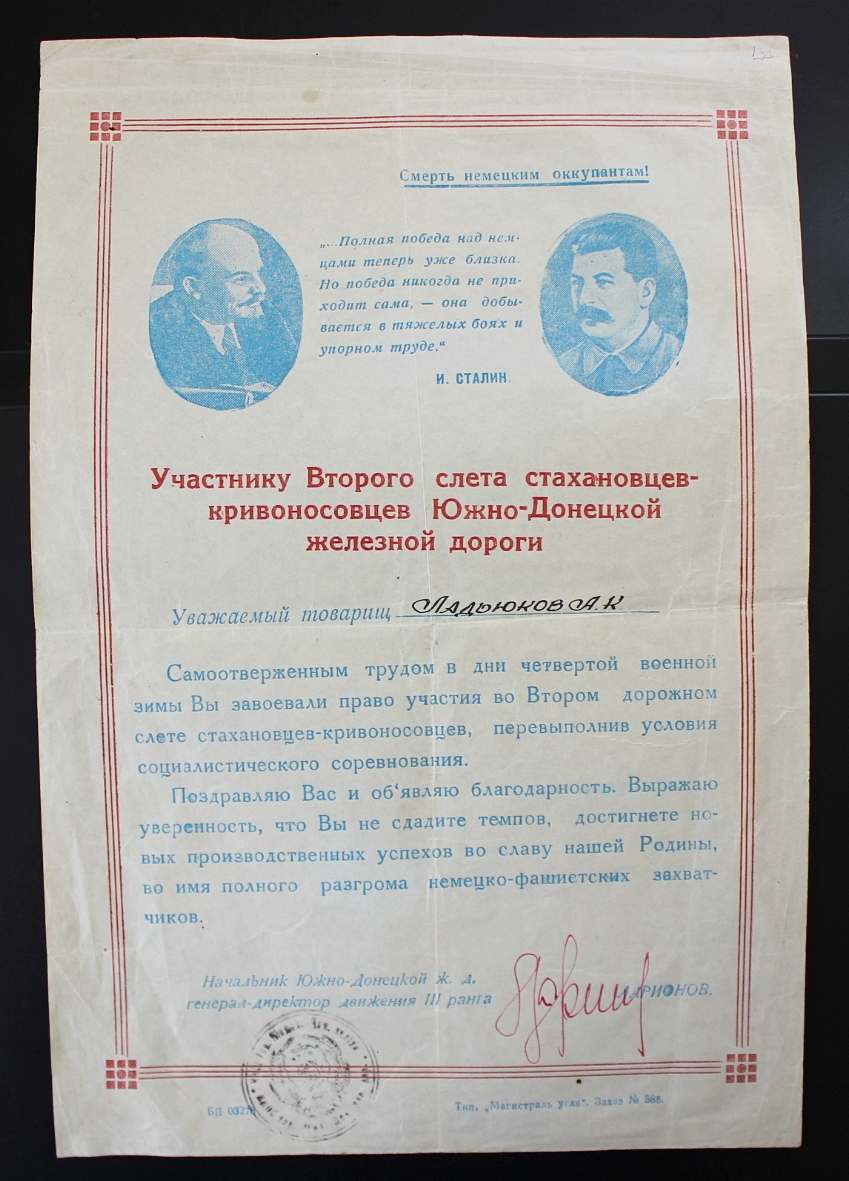 Смерть немецким оккупантам!
„...Полная победа над нем-
цами теперь уже близка.
Но победа никогда не при-
ходит сама, — она добы-
вается в тяжелых боях и
упорном труде.“
И. СТАЛИН.
Участнику Второго слета стахановцев-
кривоносовцев Южно-Донецкой
железной дороги
Уважаемый товарищ Ладьюков А.К
Самоотверженным трудом в дни четвертой военной
зимы Вы завоевали право участия во Втором дорожном
слете стахановцев-кривоносовцев, перевыполнив условия
социалистического соревнования.
Поздравляю Вас и об‘являю благодарность. Выражаю
уверенность, что Вы не сдадите темпов, достигнете но-
вых производственных успехов во славу нашей Родины,
во имя полного разгрома немецко-фашистских захват-
чиков.
Начальник Южно-Донецкой ж. д.
генерал-директор движения III ранга ЛАРИОНОВ.
Тип. „Магистраль угля“. Заказ №